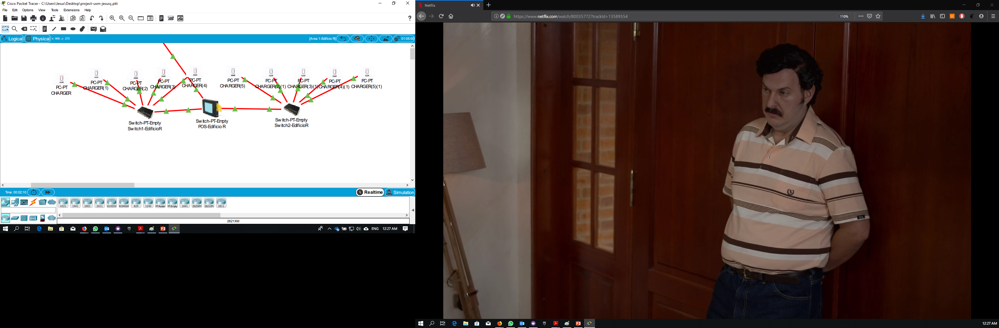 Cisco Packet Tracer - C:\Users\Jesus\Desktop\project-usm-jesusç.pkt
File Edit Options View Tools Extensions Help
?
Logical Physical x: 968, y: 272 [Area 1-Edificio R] 01:05:00
PC-PT
CHARGER
PC-PT
CHARGER(1)
PC-PT
CHARGER(2)
PC-PT
CHARGER(3)
PC-PT
CHARGER(4)
PC-PT
CHARGER(5)
PC-PT
CHARGER(2)(1)
PC-PT
CHARGER(3)(1)
PC-PT
CHARGER(4)(1)
PC-PT
CHARGER(5)(1)
Switch-PT-Empty
Switch1-EdificioR
Switch-PT-Empty
POS-Edificio R
Switch-PT-Empty
Switch2-EdificioR
Time: 00:02:10 Realtime Simulation
4321 1941 2901 2911 819IOX 819HGW 829 1240 PT-Router PT-Empty 1841 2620XM 2621XM 2811
2621XM
ENG 12:27 AM
Netflix
https://www.netflix.com/watch/80035772?trackId=13589554 110%
12:27 AM